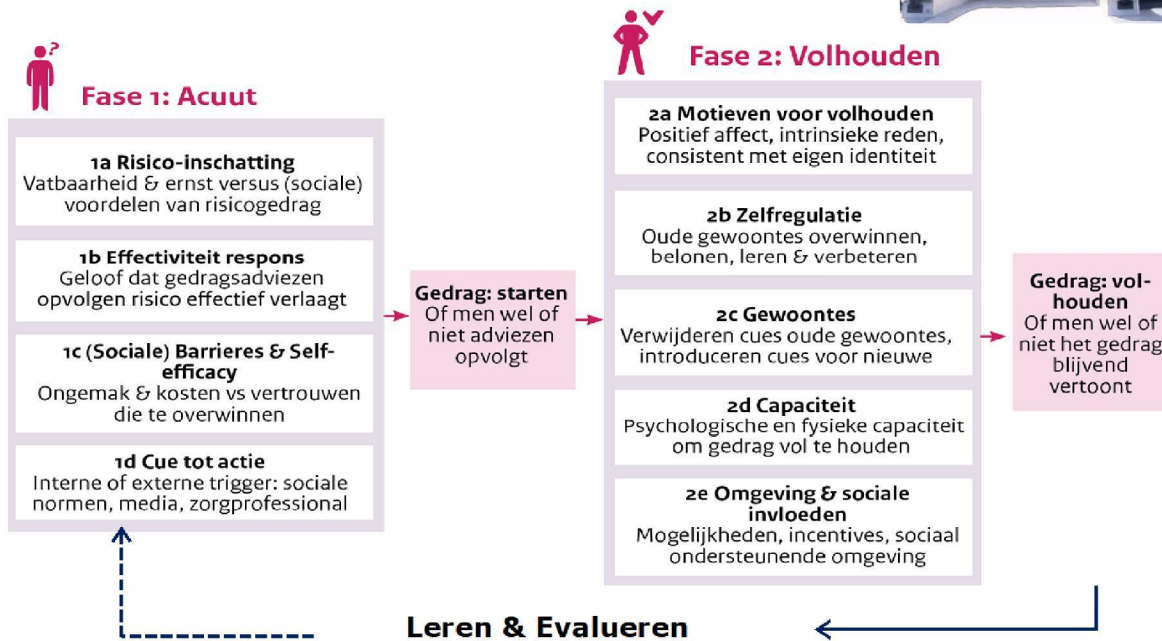 ?
Fase 1: Acuut
1a Risico-inschatting
Vatbaarheid & ernst versus (sociale)
voordelen van risicogedrag
1b Effectiviteit respons
Geloof dat gedragsadviezen
opvolgen risico effectief verlaagt
1c (Sociale) Barrieres & Self-
efficacy
Ongemak & kosten vs vertrouwen
die te overwinnen
1d Cue tot actie
Interne of externe trigger: sociale
normen, media, zorgprofessional
Gedrag: starten
Of men wel of
niet adviezen
opvolgt
Fase 2: Volhouden
2a Motieven voor volhouden
Positief affect, intrinsieke reden,
consistent met eigen identiteit
2b Zelfregulatie
Oude gewoontes overwinnen,
belonen, leren & verbeteren
2c Gewoontes
Verwijderen cues oude gewoontes,
introduceren cues voor nieuwe
2d Capaciteit
Psychologische en fysieke capaciteit
om gedrag vol te houden
2e Omgeving & sociale
invloeden
Mogelijkheden, incentives, sociaal
ondersteunende omgeving
Gedrag: vol-
houden
Of men wel of
niet het gedrag
blijvend
vertoont
Leren & Evalueren